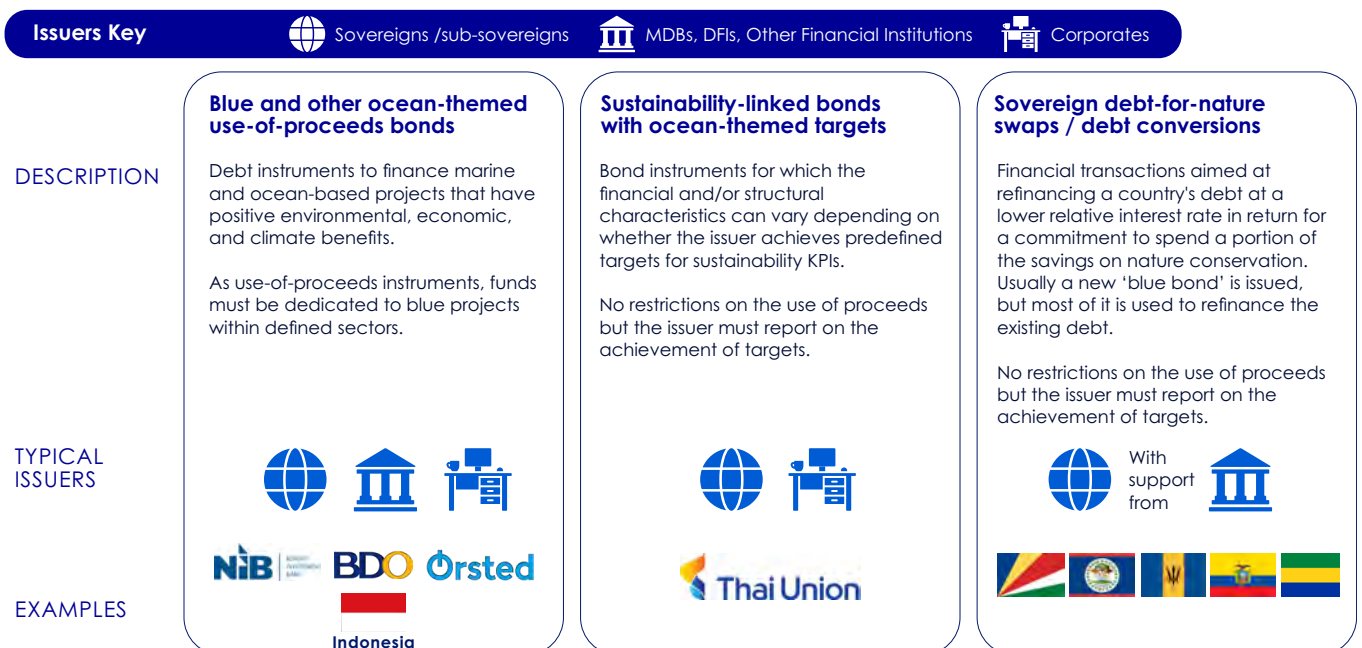 Issuers Key
Sovereigns /sub-sovereigns
MDBs, DFIs, Other Financial Institutions
Corporates
DESCRIPTION
Blue and other ocean-themed
use-of-proceeds bonds
Debt instruments to finance marine
and ocean-based projects that have
positive environmental, economic,
and climate benefits.
As use-of-proceeds instruments, funds
must be dedicated to blue projects
within defined sectors.
Sustainability-linked bonds
with ocean-themed targets
Bond instruments for which the
financial and/or structural
characteristics can vary depending on
whether the issuer achieves predefined
targets for sustainability KPIs.
No restrictions on the use of proceeds
but the issuer must report on the
achievement of targets.
Sovereign debt-for-nature
swaps / debt conversions
Financial transactions aimed at
refinancing a country's debt at a
lower relative interest rate in return for
a commitment to spend a portion of
the savings on nature conservation.
Usually a new ‘blue bond’ is issued,
but most of it is used to refinance the
existing debt.
No restrictions on the use of proceeds
but the issuer must report on the
achievement of targets.
TYPICAL
ISSUERS
With
support
from
EXAMPLES
NIB
BDO
Ørsted
Indonesia
Thai Union